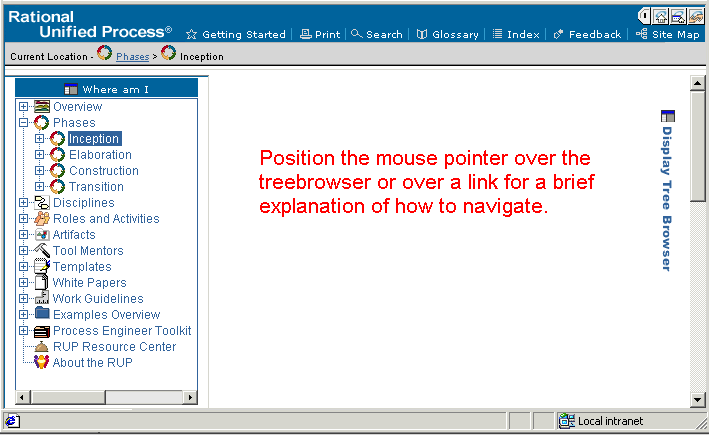 Rational
Unified Process®
Getting Started
Print
Search
Glossary
Index
Feedback
Site Map
Current Location - Phases > Inception
Where am I
Overview
Phases
Inception
Elaboration
Construction
Transition
Disciplines
Roles and Activities
Artifacts
Tool Mentors
Templates
White Papers
Work Guidelines
Examples Overview
Process Engineer Toolkit
RUP Resource Center
About the RUP
Position the mouse pointer over the
treebrowser or over a link for a brief
explanation of how to navigate.
Display Tree Browser
Local intranet